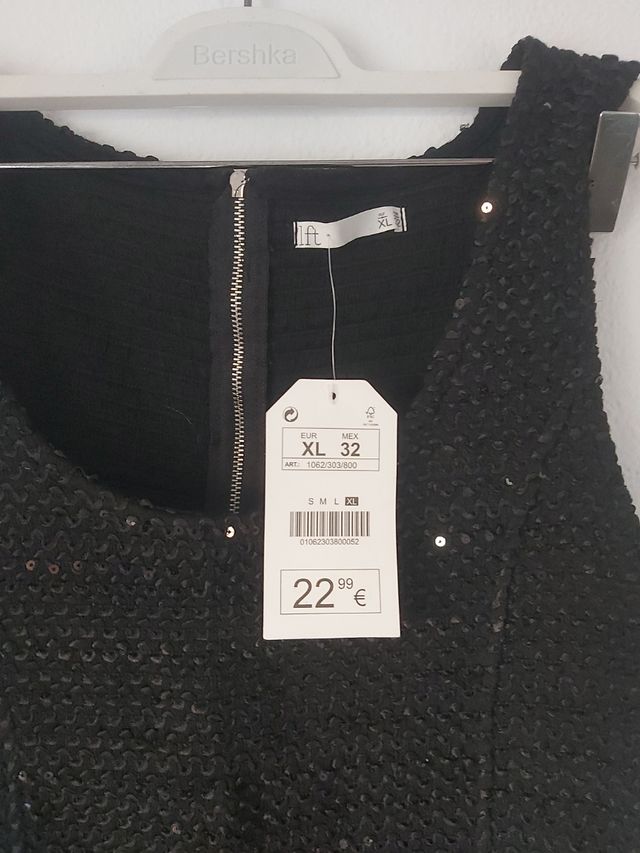 Bershka
lft
XL
EUR MEX
XL 32
ART.: 1062/303/800
S M L XL
01062303800052
22 99 €